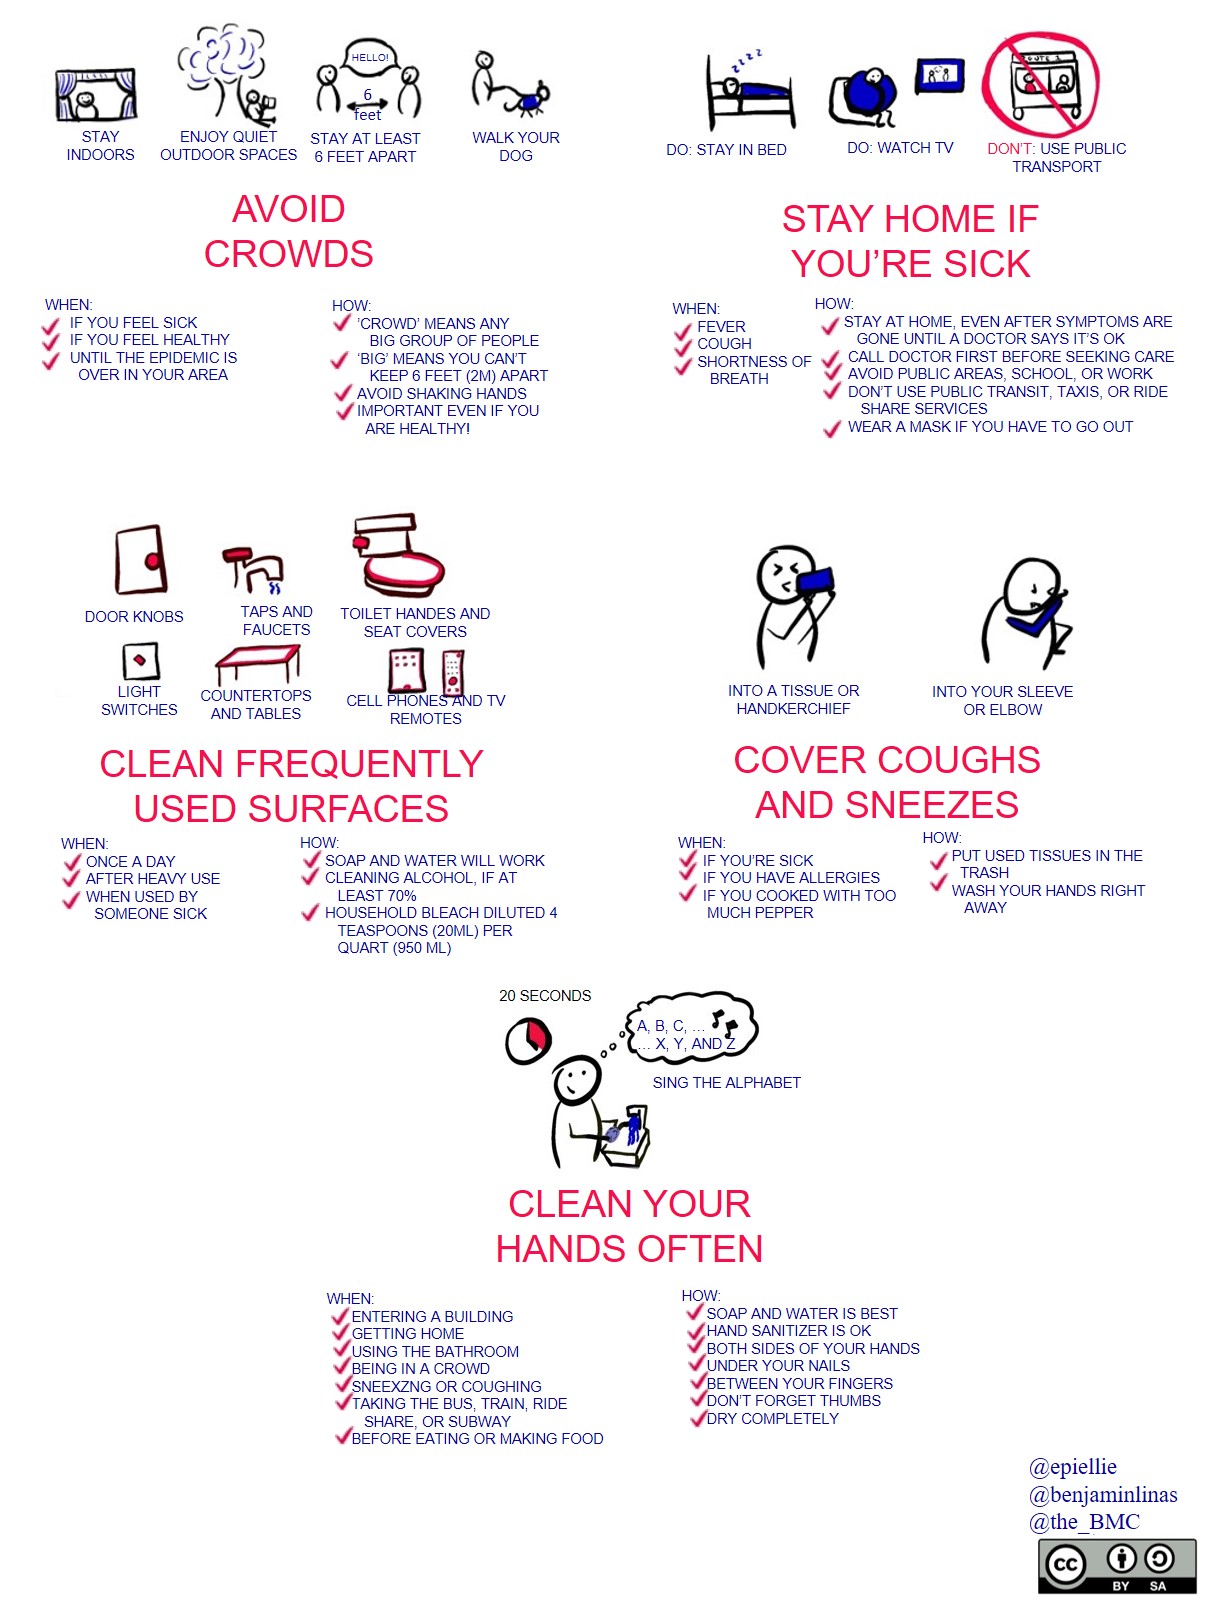 HELLO!
6
feet
STAY
INDOORS
ENJOY QUIET
OUTDOOR SPACES
STAY AT LEAST
6 FEET APART
WALK YOUR
DOG
AVOID
CROWDS
WHEN:
IF YOU FEEL SICK
IF YOU FEEL HEALTHY
UNTIL THE EPIDEMIC IS
OVER IN YOUR AREA
HOW:
'CROWD' MEANS ANY
BIG GROUP OF PEOPLE
'BIG' MEANS YOU CAN'T
KEEP 6 FEET (2M) APART
AVOID SHAKING HANDS
IMPORTANT EVEN IF YOU
ARE HEALTHY!
zzzz
ROUTE 1
DO: STAY IN BED
DO: WATCH TV
DON'T: USE PUBLIC
TRANSPORT
STAY HOME IF
YOU'RE SICK
WHEN:
FEVER
COUGH
SHORTNESS OF
BREATH
HOW:
STAY AT HOME, EVEN AFTER SYMPTOMS ARE
GONE UNTIL A DOCTOR SAYS IT'S OK
CALL DOCTOR FIRST BEFORE SEEKING CARE
AVOID PUBLIC AREAS, SCHOOL, OR WORK
DON'T USE PUBLIC TRANSIT, TAXIS, OR RIDE
SHARE SERVICES
WEAR A MASK IF YOU HAVE TO GO OUT
DOOR KNOBS
TAPS AND
FAUCETS
TOILET HANDES AND
SEAT COVERS
LIGHT
SWITCHES
COUNTERTOPS
AND TABLES
CELL PHONES AND TV
REMOTES
CLEAN FREQUENTLY
USED SURFACES
WHEN:
ONCE A DAY
AFTER HEAVY USE
WHEN USED BY
SOMEONE SICK
HOW:
SOAP AND WATER WILL WORK
CLEANING ALCOHOL, IF AT
LEAST 70%
HOUSEHOLD BLEACH DILUTED 4
TEASPOONS (20ML) PER
QUART (950 ML)
INTO A TISSUE OR
HANDKERCHIEF
INTO YOUR SLEEVE
OR ELBOW
COVER COUGHS
AND SNEEZES
WHEN:
IF YOU'RE SICK
IF YOU HAVE ALLERGIES
IF YOU COOKED WITH TOO
MUCH PEPPER
HOW:
PUT USED TISSUES IN THE
TRASH
WASH YOUR HANDS RIGHT
AWAY
20 SECONDS
A, B, C, ...
... X, Y, AND Z
SING THE ALPHABET
CLEAN YOUR
HANDS OFTEN
WHEN:
ENTERING A BUILDING
GETTING HOME
USING THE BATHROOM
BEING IN A CROWD
SNEEXZNG OR COUGHING
TAKING THE BUS, TRAIN, RIDE
SHARE, OR SUBWAY
BEFORE EATING OR MAKING FOOD
HOW:
SOAP AND WATER IS BEST
HAND SANITIZER IS OK
BOTH SIDES OF YOUR HANDS
UNDER YOUR NAILS
BETWEEN YOUR FINGERS
DON'T FORGET THUMBS
DRY COMPLETELY
@epiellie
@benjaminlinas
@the_BMC
cc
BY SA